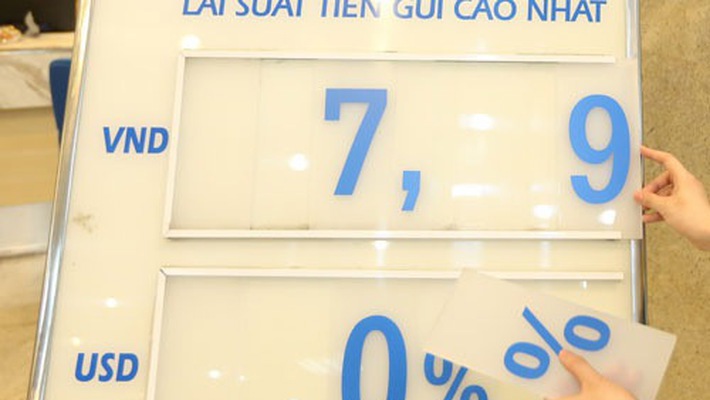 LÃI SUẤT TIỀN GỬI CAO NHẤT
VND 7, 9
USD 0 %
%